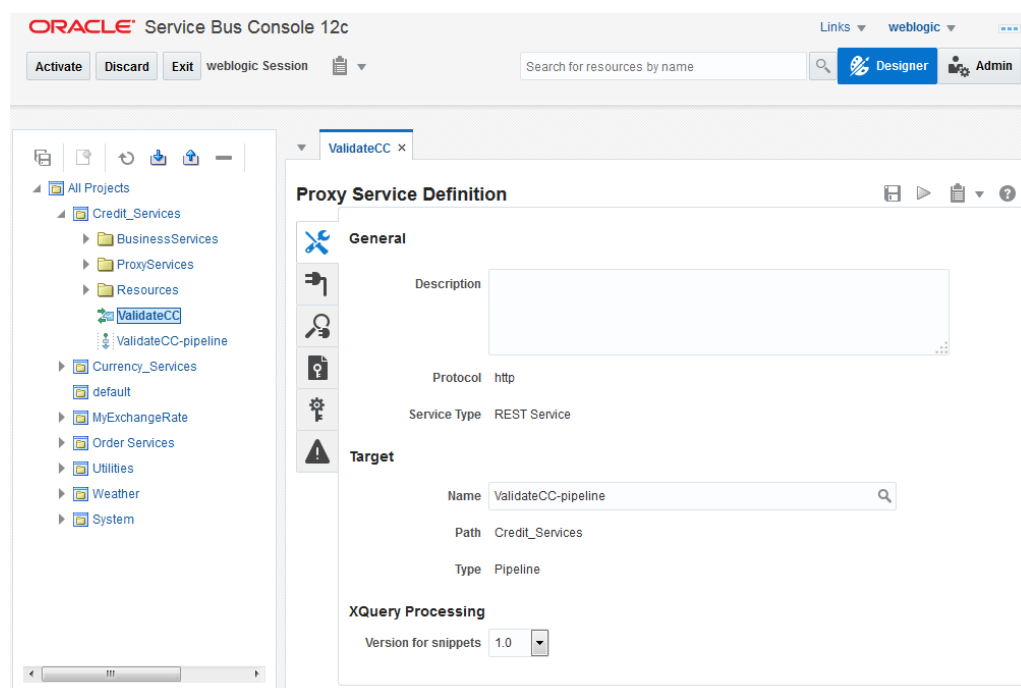 ORACLE Service Bus Console 12c
Links weblogic
Activate Discard Exit weblogic Session Search for resources by name Designer Admin
ValidateCC ×
Proxy Service Definition
All Projects
Credit_Services
BusinessServices
ProxyServices
Resources
ValidateCC
ValidateCC-pipeline
Currency_Services
default
MyExchangeRate
Order Services
Utilities
Weather
System
General
Description
Protocol http
Service Type REST Service
Target
Name ValidateCC-pipeline
Path Credit_Services
Type Pipeline
XQuery Processing
Version for snippets 1.0